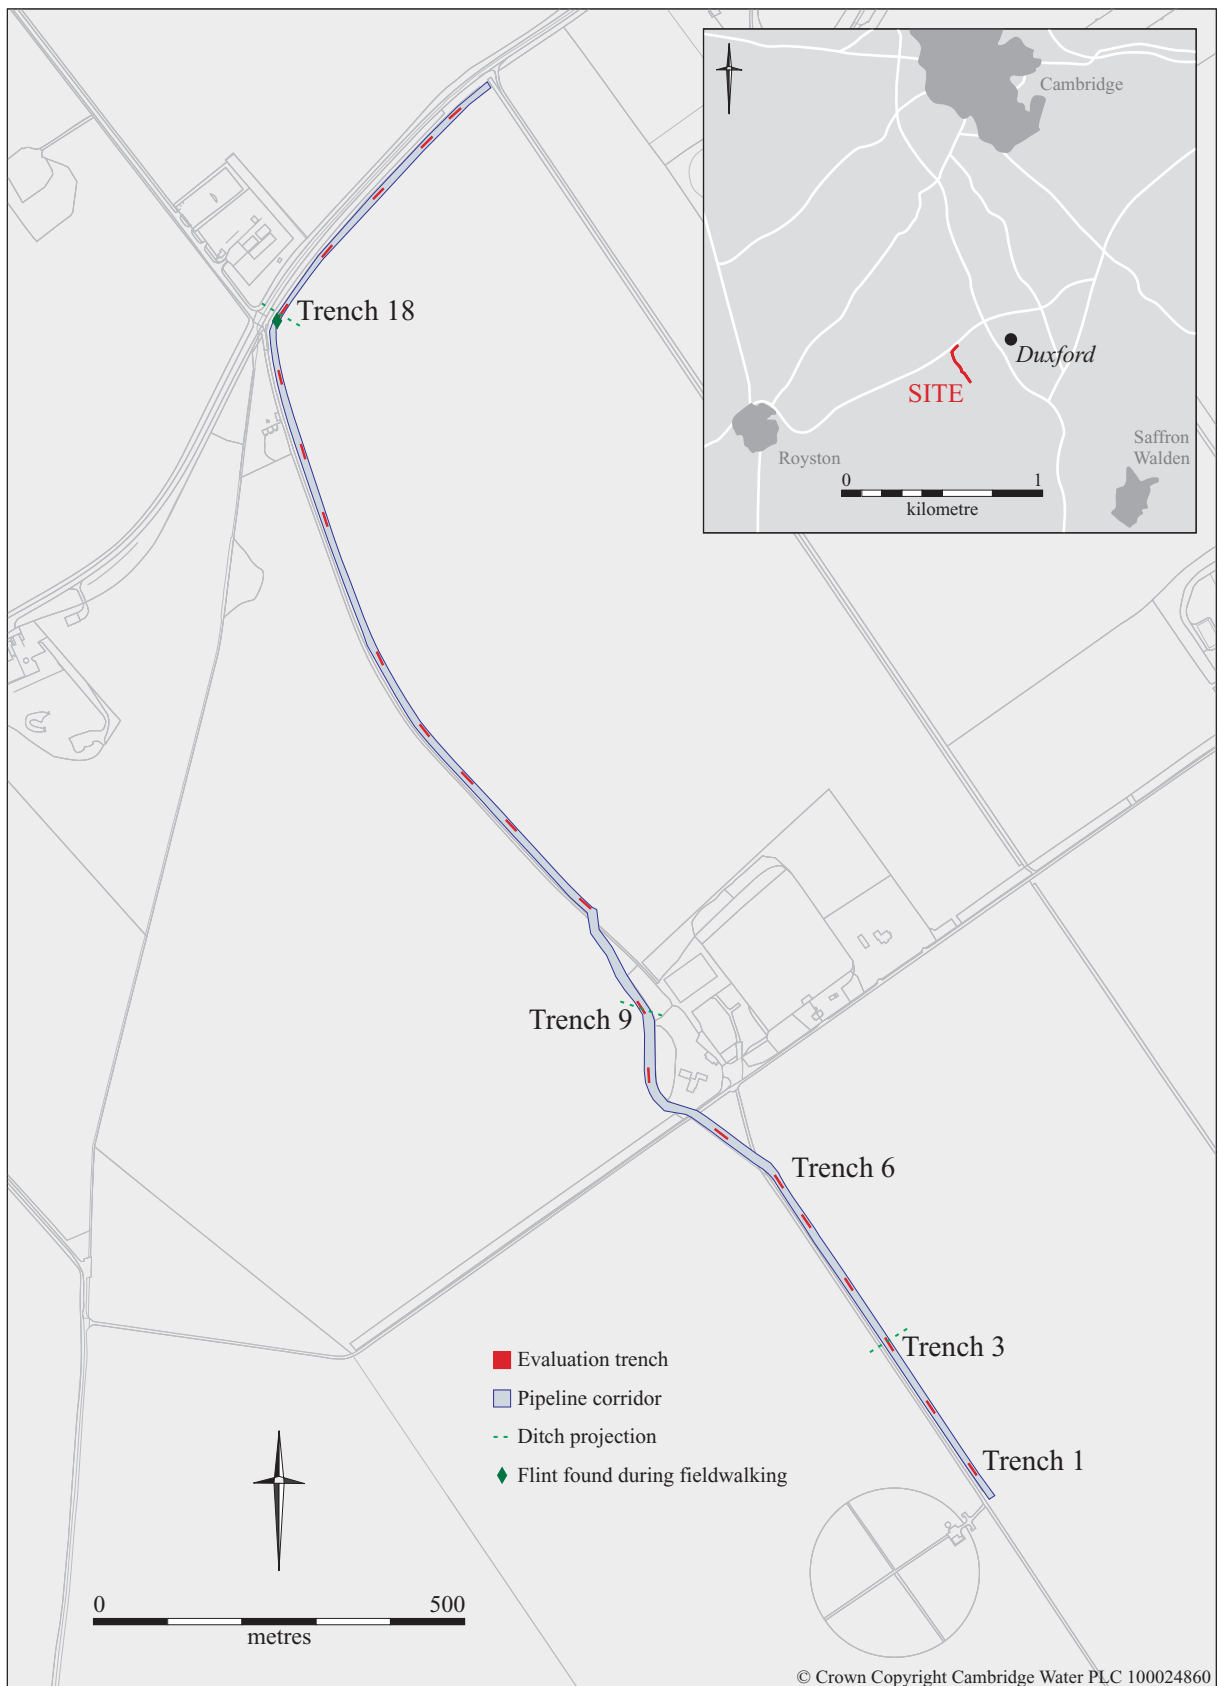 Cambridge
Trench 18
Duxford
SITE
Royston
Saffron
Walden
0 1
kilometre
Trench 9
Trench 6
Trench 3
Evaluation trench
Pipeline corridor
Ditch projection
Flint found during fieldwalking
Trench 1
0 500
metres
© Crown Copyright Cambridge Water PLC 100024860